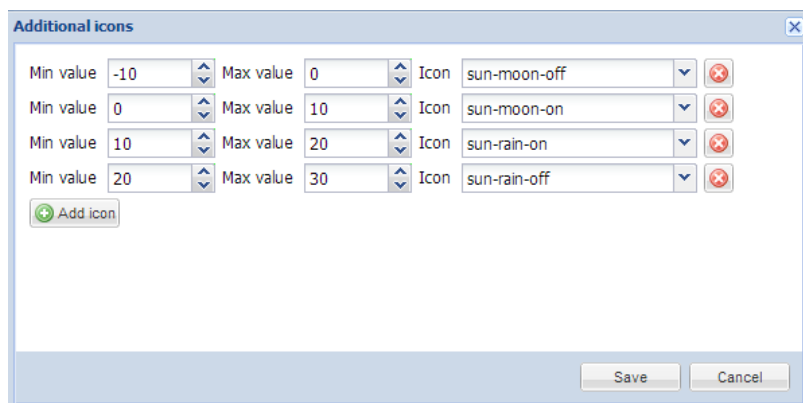 Additional icons
Min value -10 Max value 0 Icon sun-moon-off
Min value 0 Max value 10 Icon sun-moon-on
Min value 10 Max value 20 Icon sun-rain-on
Min value 20 Max value 30 Icon sun-rain-off
Add icon
Save Cancel